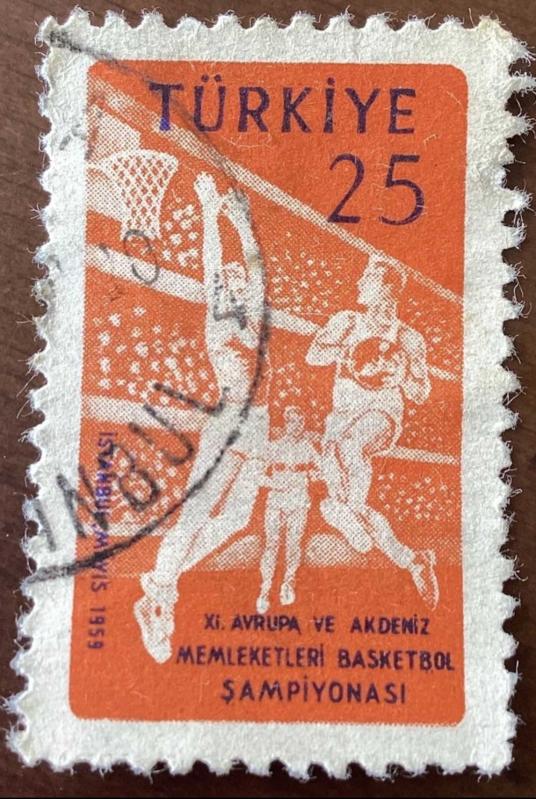 TÜRKİYE
25
İSTANBUL MAYIS 1959
XI. AVRUPA VE AKDENİZ
MEMLEKETLERİ BASKETBOL
ŞAMPİYONASI